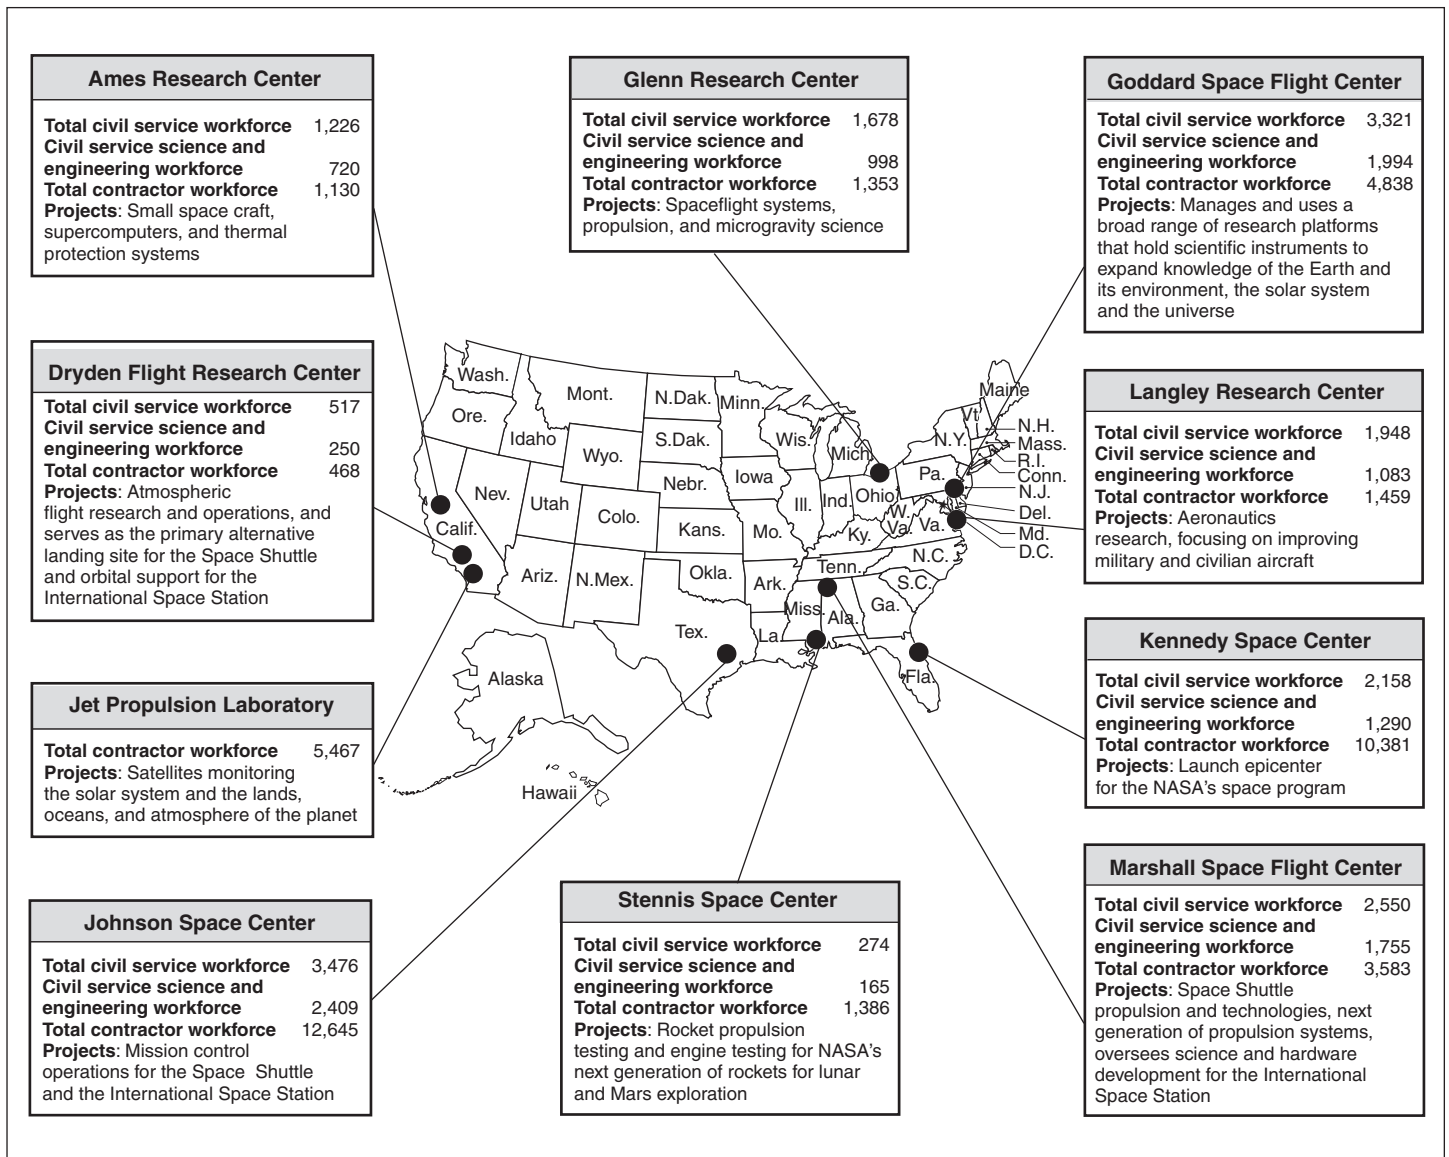 Ames Research Center
Total civil service workforce 1,226
Civil service science and
engineering workforce 720
Total contractor workforce 1,130
Projects: Small space craft,
supercomputers, and thermal
protection systems
Glenn Research Center
Total civil service workforce 1,678
Civil service science and
engineering workforce 998
Total contractor workforce 1,353
Projects: Spaceflight systems,
propulsion, and microgravity science
Goddard Space Flight Center
Total civil service workforce 3,321
Civil service science and
engineering workforce 1,994
Total contractor workforce 4,838
Projects: Manages and uses a
broad range of research platforms
that hold scientific instruments to
expand knowledge of the Earth and
its environment, the solar system
and the universe
Dryden Flight Research Center
Total civil service workforce 517
Civil service science and
engineering workforce 250
Total contractor workforce 468
Projects: Atmospheric
flight research and operations, and
serves as the primary alternative
landing site for the Space Shuttle
and orbital support for the
International Space Station
Langley Research Center
Total civil service workforce 1,948
Civil service science and
engineering workforce 1,083
Total contractor workforce 1,459
Projects: Aeronautics
research, focusing on improving
military and civilian aircraft
Wash.
Mont.
N.Dak.
Minn.
Maine
Ore.
Idaho
S.Dak.
Wis.
Mich.
N.Y.
Vt
N.H.
Mass.
R.I.
Conn.
N.J.
Del.
Md.
D.C.
Wyo.
Nebr.
Iowa
Pa.
Nev.
Utah
Colo.
Kans.
Mo.
Ill.
Ind.
Ohio
W.
Va.
Va.
Ky.
Calif.
Ariz.
N.Mex.
Okla.
Ark.
Tenn.
N.C.
S.C.
Tex.
La.
Miss.
Ala.
Ga.
Fla.
Alaska
Hawaii
Jet Propulsion Laboratory
Total contractor workforce 5,467
Projects: Satellites monitoring
the solar system and the lands,
oceans, and atmosphere of the planet
Kennedy Space Center
Total civil service workforce 2,158
Civil service science and
engineering workforce 1,290
Total contractor workforce 10,381
Projects: Launch epicenter
for the NASA's space program
Johnson Space Center
Total civil service workforce 3,476
Civil service science and
engineering workforce 2,409
Total contractor workforce 12,645
Projects: Mission control
operations for the Space Shuttle
and the International Space Station
Stennis Space Center
Total civil service workforce 274
Civil service science and
engineering workforce 165
Total contractor workforce 1,386
Projects: Rocket propulsion
testing and engine testing for NASA's
next generation of rockets for lunar
and Mars exploration
Marshall Space Flight Center
Total civil service workforce 2,550
Civil service science and
engineering workforce 1,755
Total contractor workforce 3,583
Projects: Space Shuttle
propulsion and technologies, next
generation of propulsion systems,
oversees science and hardware
development for the International
Space Station